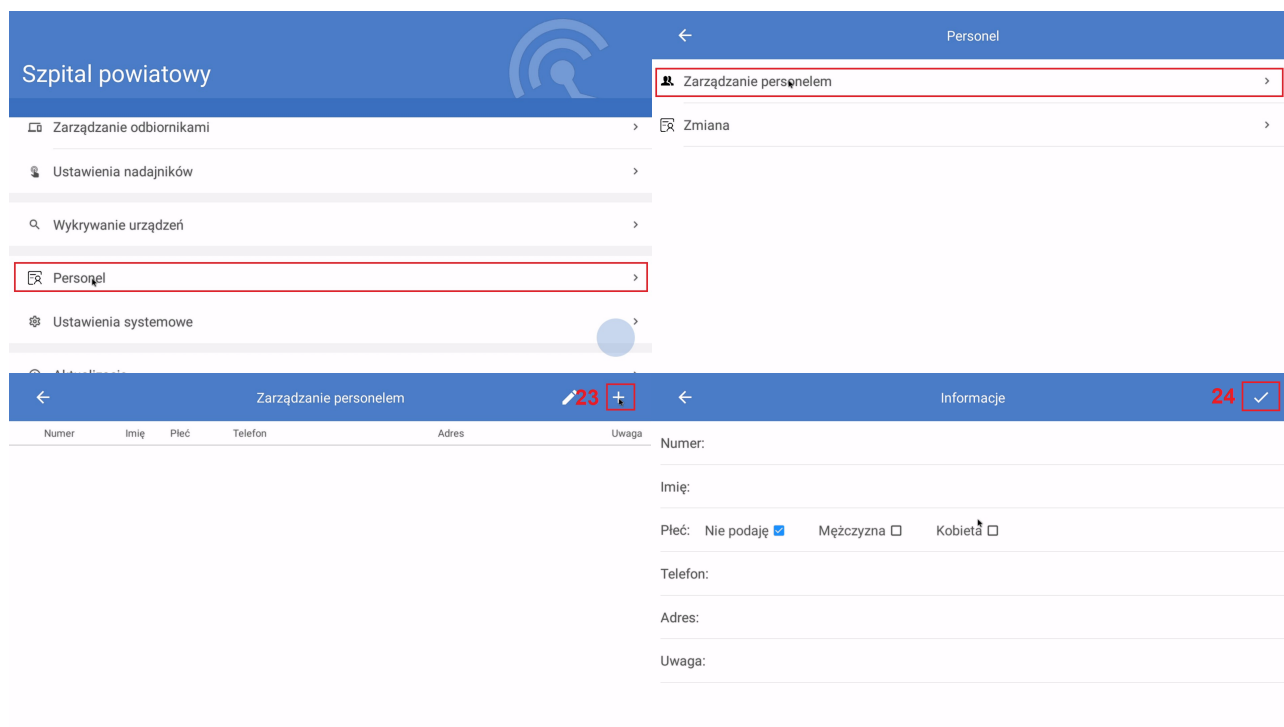 Szpital powiatowy
Zarządzanie odbiornikami
Ustawienia nadajników
Wykrywanie urządzeń
Personel
Ustawienia systemowe
Personel
Zarządzanie personelem
Zmiana
Zarządzanie personelem
23
Numer Imię Płeć Telefon Adres Uwaga
Informacje
24
Numer:
Imię:
Płeć: Nie podaję Mężczyzna Kobieta
Telefon:
Adres:
Uwaga: